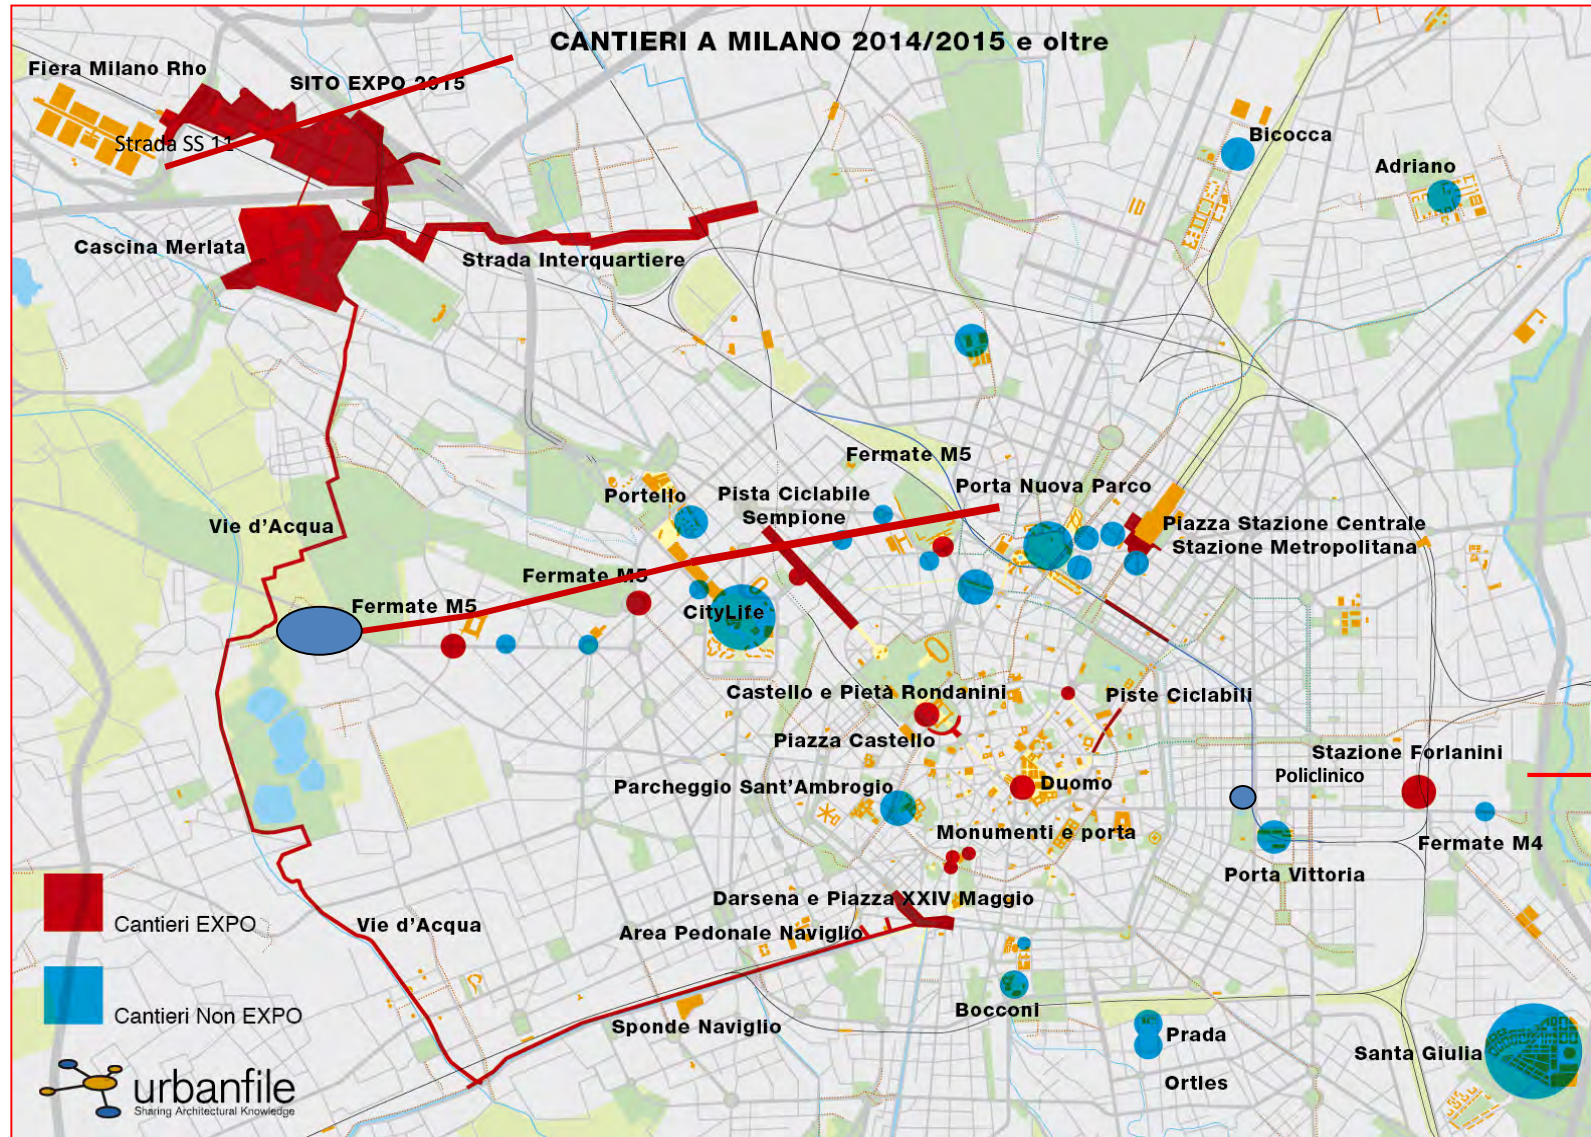 CANTIERI A MILANO 2014/2015 e oltre
Fiera Milano Rho
SITO EXPO 2015
Strada SS 11
Bicocca
Adriano
Cascina Merlata
Strada Interquartiere
Fermate M5
Portello
Pista Ciclabile
Sempione
Porta Nuova Parco
Vie d'Acqua
Piazza Stazione Centrale
Stazione Metropolitana
Fermate M5
Fermate M5
CityLife
Castello e Pietà Rondanini
Piste Ciclabili
Piazza Castello
Stazione Forlanini
Policlinico
Parcheggio Sant'Ambrogio
Duomo
Monumenti e porta
Fermate M4
Porta Vittoria
Darsena e Piazza XXIV Maggio
Cantieri EXPO
Vie d'Acqua
Area Pedonale Naviglio
Cantieri Non EXPO
Bocconi
Sponde Naviglio
Prada
Santa Giulia
Ortles
urbanfile
Sharing Architectural Knowledge